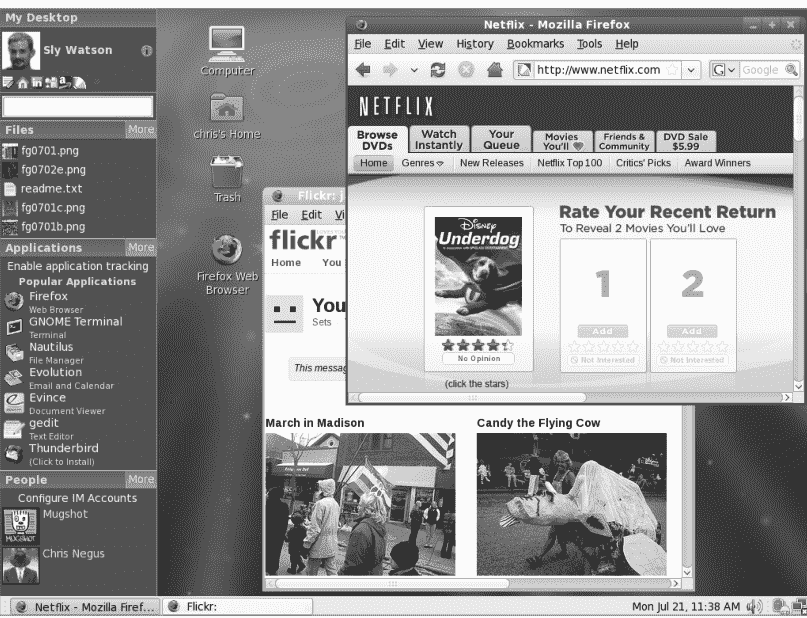 My Desktop
Sly Watson
Files More
fg0701.png
fg0702e.png
readme.txt
fg0701c.png
fg0701b.png
Applications More
Enable application tracking
Popular Applications
Firefox
Web Browser
GNOME Terminal
Terminal
Nautilus
File Manager
Evolution
Email and Calendar
Evince
Document Viewer
gedit
Text Editor
Thunderbird
(Click to Install)
People More
Configure IM Accounts
Mugshot
MUGSHOT
Chris Negus
Computer
chris's Home
Trash
Firefox Web
Browser
Flickr: j
File Edit Vi
flickr
Home You
You
Sets
This messag
March in Madison
Candy the Flying Cow
Netflix - Mozilla Firefox
File Edit View History Bookmarks Tools Help
http://www.netflix.com
G Google
NETFLIX
Browse
DVDs
Watch
Instantly
Your
Queue
Movies
You'll
Friends &
Community
DVD Sale
$5.99
Home Genres New Releases Netflix Top 100 Critics' Picks Award Winners
Disney
Underdog
No Opinion
(click the stars)
Rate Your Recent Return
To Reveal 2 Movies You'll Love
1 2
Add Add
Not Interested Not Interested
Netflix - Mozilla Firef...
Flickr:
Mon Jul 21, 11:38 AM